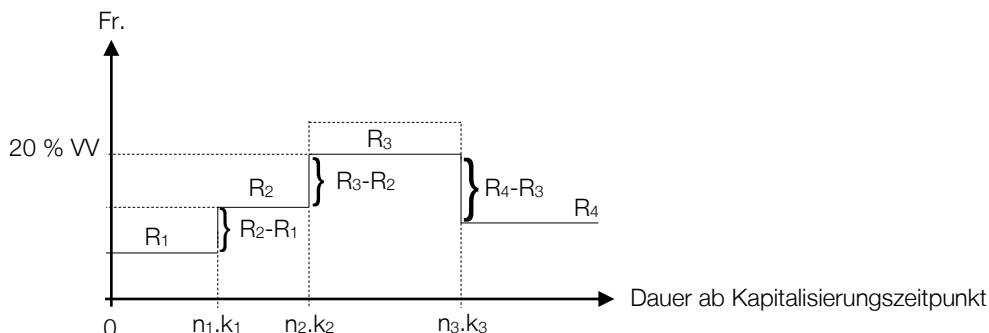 Fr.
20 % VV
R₃
R₂
R₃-R₂
R₄-R₃
R₄
R₁
R₂-R₁
Dauer ab Kapitalisierungszeitpunkt
0
n₁.k₁
n₂.k₂
n₃.k₃